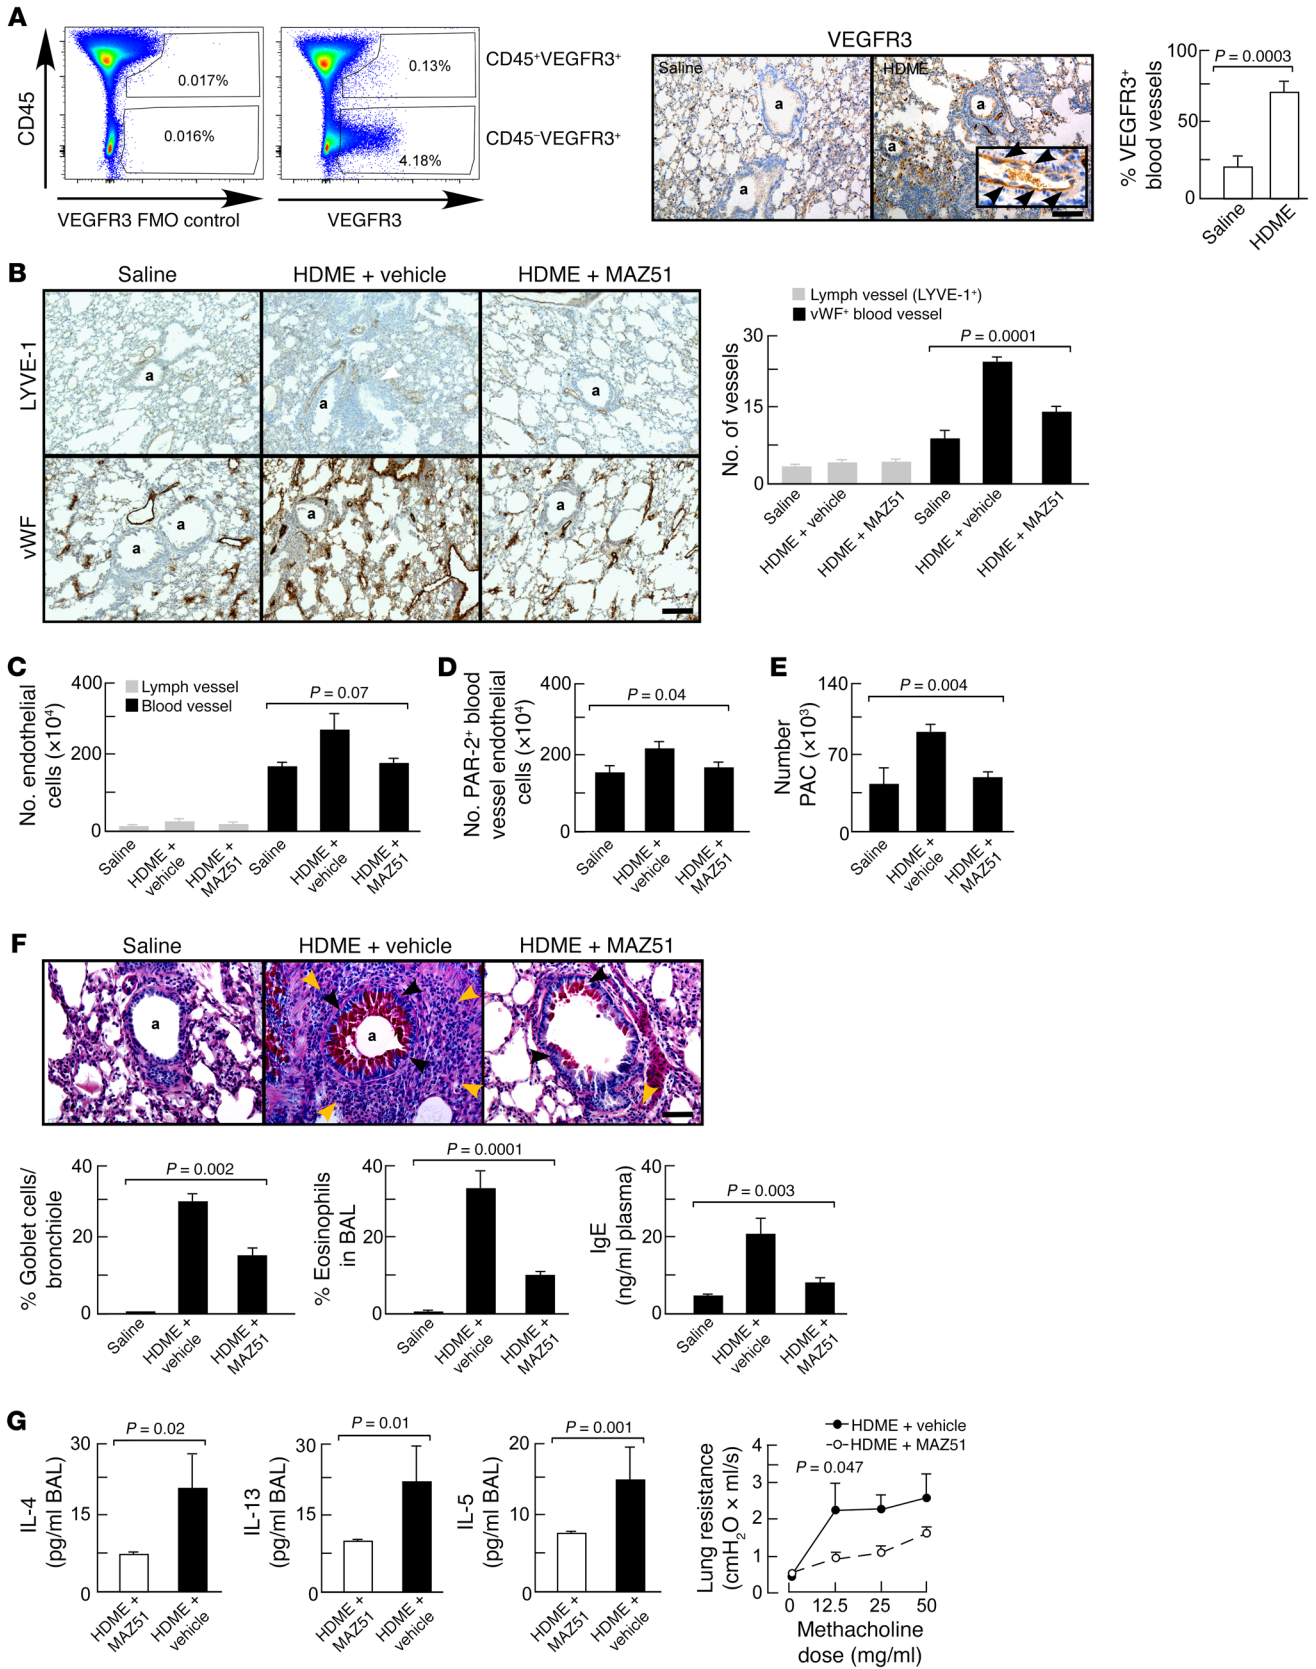 A
CD45
0.017%
0.016%
VEGFR3 FMO control
0.13%
4.18%
VEGFR3
CD45⁺VEGFR3⁺
CD45⁻VEGFR3⁺
VEGFR3
Saline
a
a
HDME
a
a
% VEGFR3⁺
blood vessels
100
50
0
P = 0.0003
Saline
HDME
B
Saline
HDME + vehicle
HDME + MAZ51
LYVE-1
a
a
a
vWF
a
a
a
a
Lymph vessel (LYVE-1⁺)
vWF⁺ blood vessel
No. of vessels
30
15
0
P = 0.0001
Saline
HDME + vehicle
HDME + MAZ51
Saline
HDME + vehicle
HDME + MAZ51
C
No. endothelial
cells (×10⁴)
400
200
0
Lymph vessel
Blood vessel
P = 0.07
Saline
HDME +
vehicle
HDME +
MAZ51
Saline
HDME +
vehicle
HDME +
MAZ51
D
No. PAR-2⁺ blood
vessel endothelial
cells (×10⁴)
400
200
0
P = 0.04
Saline
HDME +
vehicle
HDME +
MAZ51
E
Number
PAC (×10³)
140
70
0
P = 0.004
Saline
HDME +
vehicle
HDME +
MAZ51
F
Saline
HDME + vehicle
HDME + MAZ51
a
a
% Goblet cells/
bronchiole
40
20
0
P = 0.002
Saline
HDME +
vehicle
HDME +
MAZ51
% Eosinophils
in BAL
40
20
0
P = 0.0001
Saline
HDME +
vehicle
HDME +
MAZ51
IgE
(ng/ml plasma)
40
20
0
P = 0.003
Saline
HDME +
vehicle
HDME +
MAZ51
G
IL-4
(pg/ml BAL)
30
15
0
P = 0.02
HDME +
MAZ51
HDME +
vehicle
IL-13
(pg/ml BAL)
30
15
0
P = 0.01
HDME +
MAZ51
HDME +
vehicle
IL-5
(pg/ml BAL)
20
10
0
P = 0.001
HDME +
MAZ51
HDME +
vehicle
HDME + vehicle
HDME + MAZ51
P = 0.047
Lung resistance
(cmH₂O × ml/s)
4
3
2
1
0
0 12.5 25 50
Methacholine
dose (mg/ml)